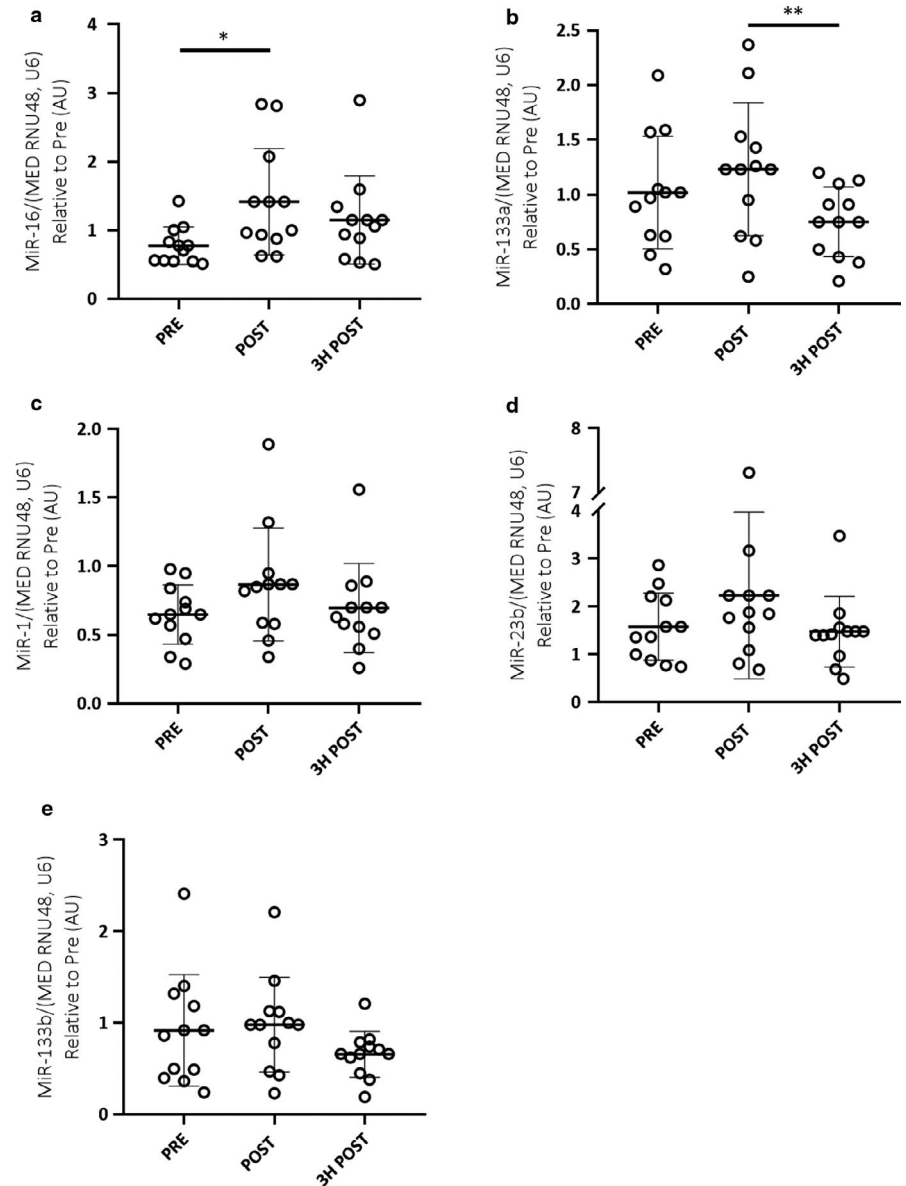 a
*
4
3
2
1
0
MiR-16/(MED RNU48, U6)
Relative to Pre (AU)
PRE
POST
3H POST
b
**
2.5
2.0
1.5
1.0
0.5
0.0
MiR-133a/(MED RNU48, U6)
Relative to Pre (AU)
PRE
POST
3H POST
c
2.0
1.5
1.0
0.5
0.0
MiR-1/(MED RNU48, U6)
Relative to Pre (AU)
PRE
POST
3H POST
d
8
7
4
3
2
1
0
MiR-23b/(MED RNU48, U6)
Relative to Pre (AU)
PRE
POST
3H POST
e
3
2
1
0
MiR-133b/(MED RNU48, U6)
Relative to Pre (AU)
PRE
POST
3H POST